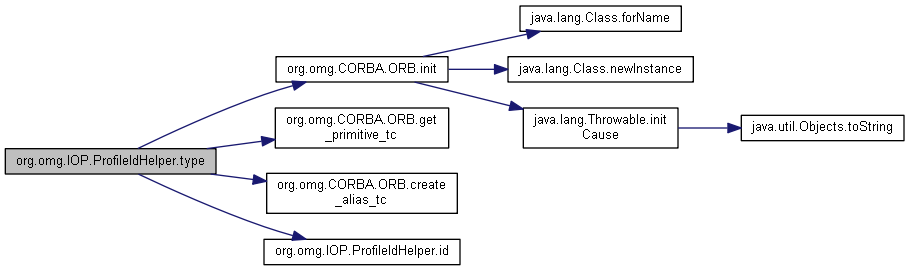 org.omg.IOP.ProfileIdHelper.type
org.omg.CORBA.ORB.init
java.lang.Class.forName
java.lang.Class.newInstance
java.lang.Throwable.init
Cause
java.util.Objects.toString
org.omg.CORBA.ORB.get
_primitive_tc
org.omg.CORBA.ORB.create
_alias_tc
org.omg.IOP.ProfileIdHelper.id